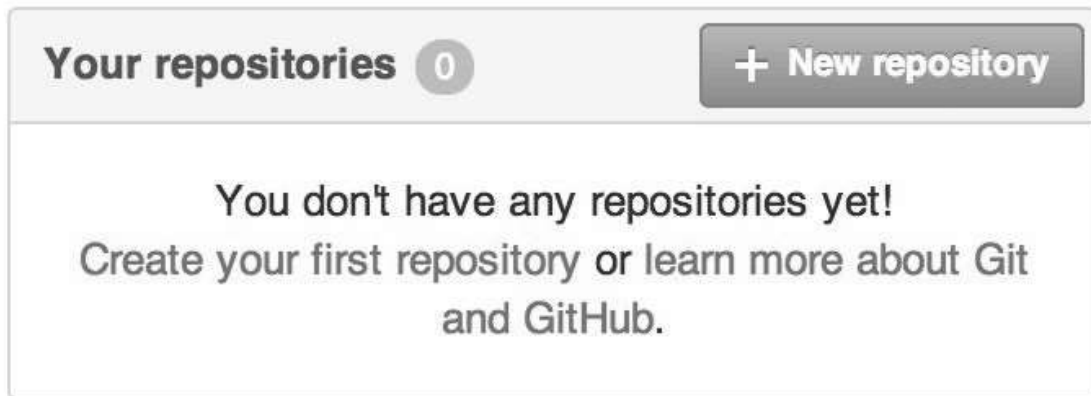 Your repositories 0
+ New repository
You don't have any repositories yet!
Create your first repository or learn more about Git
and GitHub.